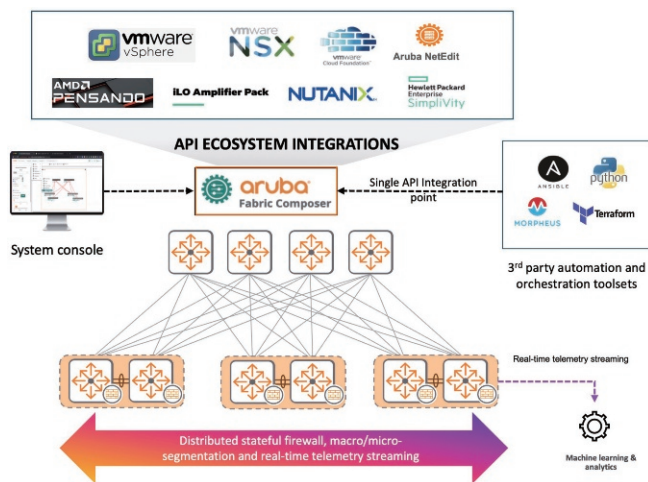 vmware
vSphere
vmware
NSX
vmware
Cloud Foundation
Aruba NetEdit
AMD
PENSANDO
iLO Amplifier Pack
NUTANIX
Hewlett Packard
Enterprise
SimpliVity
API ECOSYSTEM INTEGRATIONS
aruba
Fabric Composer
Single API Integration
point
System console
ANSIBLE
python
MORPHEUS
Terraform
3rd party automation and
orchestration toolsets
Real-time telemetry streaming
Distributed stateful firewall, macro/micro-
segmentation and real-time telemetry streaming
Machine learning &
analytics